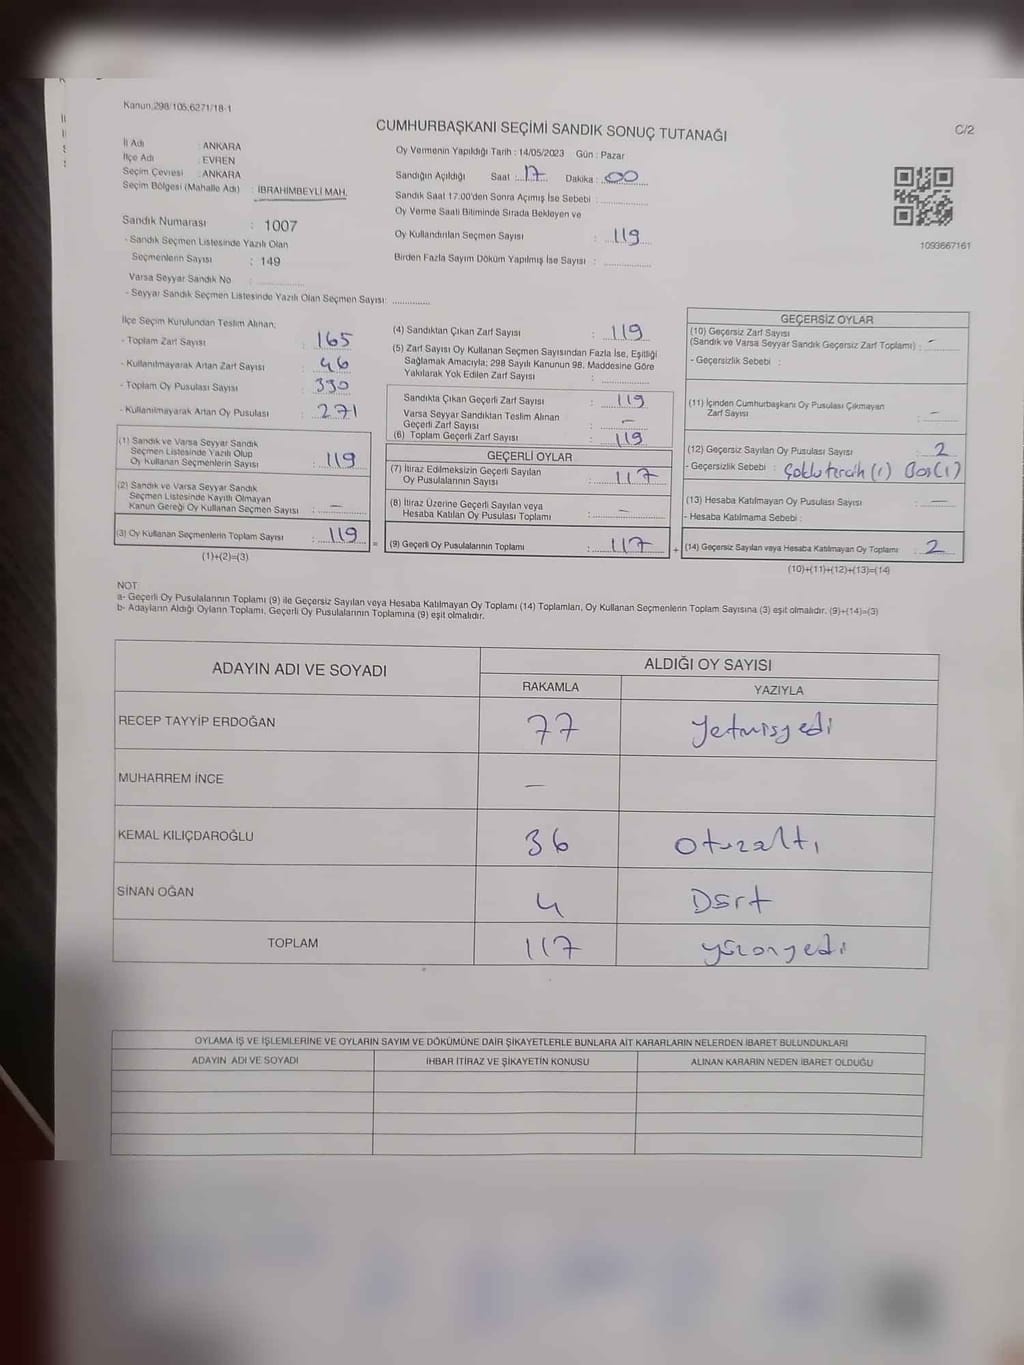 Kanun:298/105;6271/18-1
CUMHURBAŞKANI SEÇİMİ SANDIK SONUÇ TUTANAĞI
C/2
İl Adı : ANKARA
İlçe Adı : EVREN
Seçim Çevresi : ANKARA
Seçim Bölgesi (Mahalle Adı) : İBRAHİMBEYLİ MAH.
Sandık Numarası : 1007
- Sandık Seçmen Listesinde Yazılı Olan
Seçmenlerin Sayısı : 149
Varsa Seyyar Sandık No :
- Seyyar Sandık Seçmen Listesinde Yazılı Olan Seçmen Sayısı:
Oy Vermenin Yapıldığı Tarih : 14/05/2023 Gün : Pazar
Sandığın Açıldığı Saat : 17 Dakika : 00
Sandık Saat 17:00'den Sonra Açımış İse Sebebi :
Oy Verme Saati Bitiminde Sırada Bekleyen ve
Oy Kullandırılan Seçmen Sayısı : 119
Birden Fazla Sayım Döküm Yapılmış İse Sayısı :
1093667161
İlçe Seçim Kurulundan Teslim Alınan;
- Toplam Zarf Sayısı : 165
- Kullanılmayarak Artan Zarf Sayısı : 46
- Toplam Oy Pusulası Sayısı : 330
- Kullanılmayarak Artan Oy Pusulası : 271
(1) Sandık ve Varsa Seyyar Sandık
Seçmen Listesinde Yazılı Olup
Oy Kullanan Seçmenlerin Sayısı : 119
(2) Sandık ve Varsa Seyyar Sandık
Seçmen Listesinde Kayıtlı Olmayan
Kanun Gereği Oy Kullanan Seçmen Sayısı : —
(3) Oy Kullanan Seçmenlerin Toplam Sayısı : 119
(1)+(2)=(3)
(4) Sandıktan Çıkan Zarf Sayısı : 119
(5) Zarf Sayısı Oy Kullanan Seçmen Sayısından Fazla İse, Eşitliği
Sağlamak Amacıyla; 298 Sayılı Kanunun 98. Maddesine Göre
Yakılarak Yok Edilen Zarf Sayısı :
Sandıkta Çıkan Geçerli Zarf Sayısı : 119
Varsa Seyyar Sandıktan Teslim Alınan
Geçerli Zarf Sayısı : —
(6) Toplam Geçerli Zarf Sayısı : 119
GEÇERLİ OYLAR
(7) İtiraz Edilmeksizin Geçerli Sayılan
Oy Pusulalarının Sayısı : 117
(8) İtiraz Üzerine Geçerli Sayılan veya
Hesaba Katılan Oy Pusulası Toplamı : —
= (9) Geçerli Oy Pusulalarının Toplamı : 117
GEÇERSİZ OYLAR
(10) Geçersiz Zarf Sayısı
(Sandık ve Varsa Seyyar Sandık Geçersiz Zarf Toplamı) : —
- Geçersizlik Sebebi :
(11) İçinden Cumhurbaşkanı Oy Pusulası Çıkmayan
Zarf Sayısı : —
(12) Geçersiz Sayılan Oy Pusulası Sayısı : 2
- Geçersizlik Sebebi : Çoklu tercih (1) Boş (1)
(13) Hesaba Katılmayan Oy Pusulası Sayısı : —
- Hesaba Katılmama Sebebi :
+ (14) Geçersiz Sayılan veya Hesaba Katılmayan Oy Toplamı : 2
(10)+(11)+(12)+(13)=(14)
NOT
a- Geçerli Oy Pusulalarının Toplamı (9) ile Geçersiz Sayılan veya Hesaba Katılmayan Oy Toplamı (14) Toplamları, Oy Kullanan Seçmenlerin Toplam Sayısına (3) eşit olmalıdır. (9)+(14)=(3)
b- Adayların Aldığı Oyların Toplamı, Geçerli Oy Pusulalarının Toplamına (9) eşit olmalıdır.
ADAYIN ADI VE SOYADI ALDIĞI OY SAYISI
RAKAMLA YAZIYLA
RECEP TAYYİP ERDOĞAN 77 Yetmişyedi
MUHARREM İNCE —
KEMAL KILIÇDAROĞLU 36 Otuzaltı
SİNAN OĞAN 4 Dört
TOPLAM 117 yüzonyedi
OYLAMA İŞ VE İŞLEMLERİNE VE OYLARIN SAYIM VE DÖKÜMÜNE DAİR ŞİKAYETLERLE BUNLARA AİT KARARLARIN NELERDEN İBARET BULUNDUKLARI
ADAYIN ADI VE SOYADI İHBAR İTİRAZ VE ŞİKAYETİN KONUSU ALINAN KARARIN NEDEN İBARET OLDUĞU